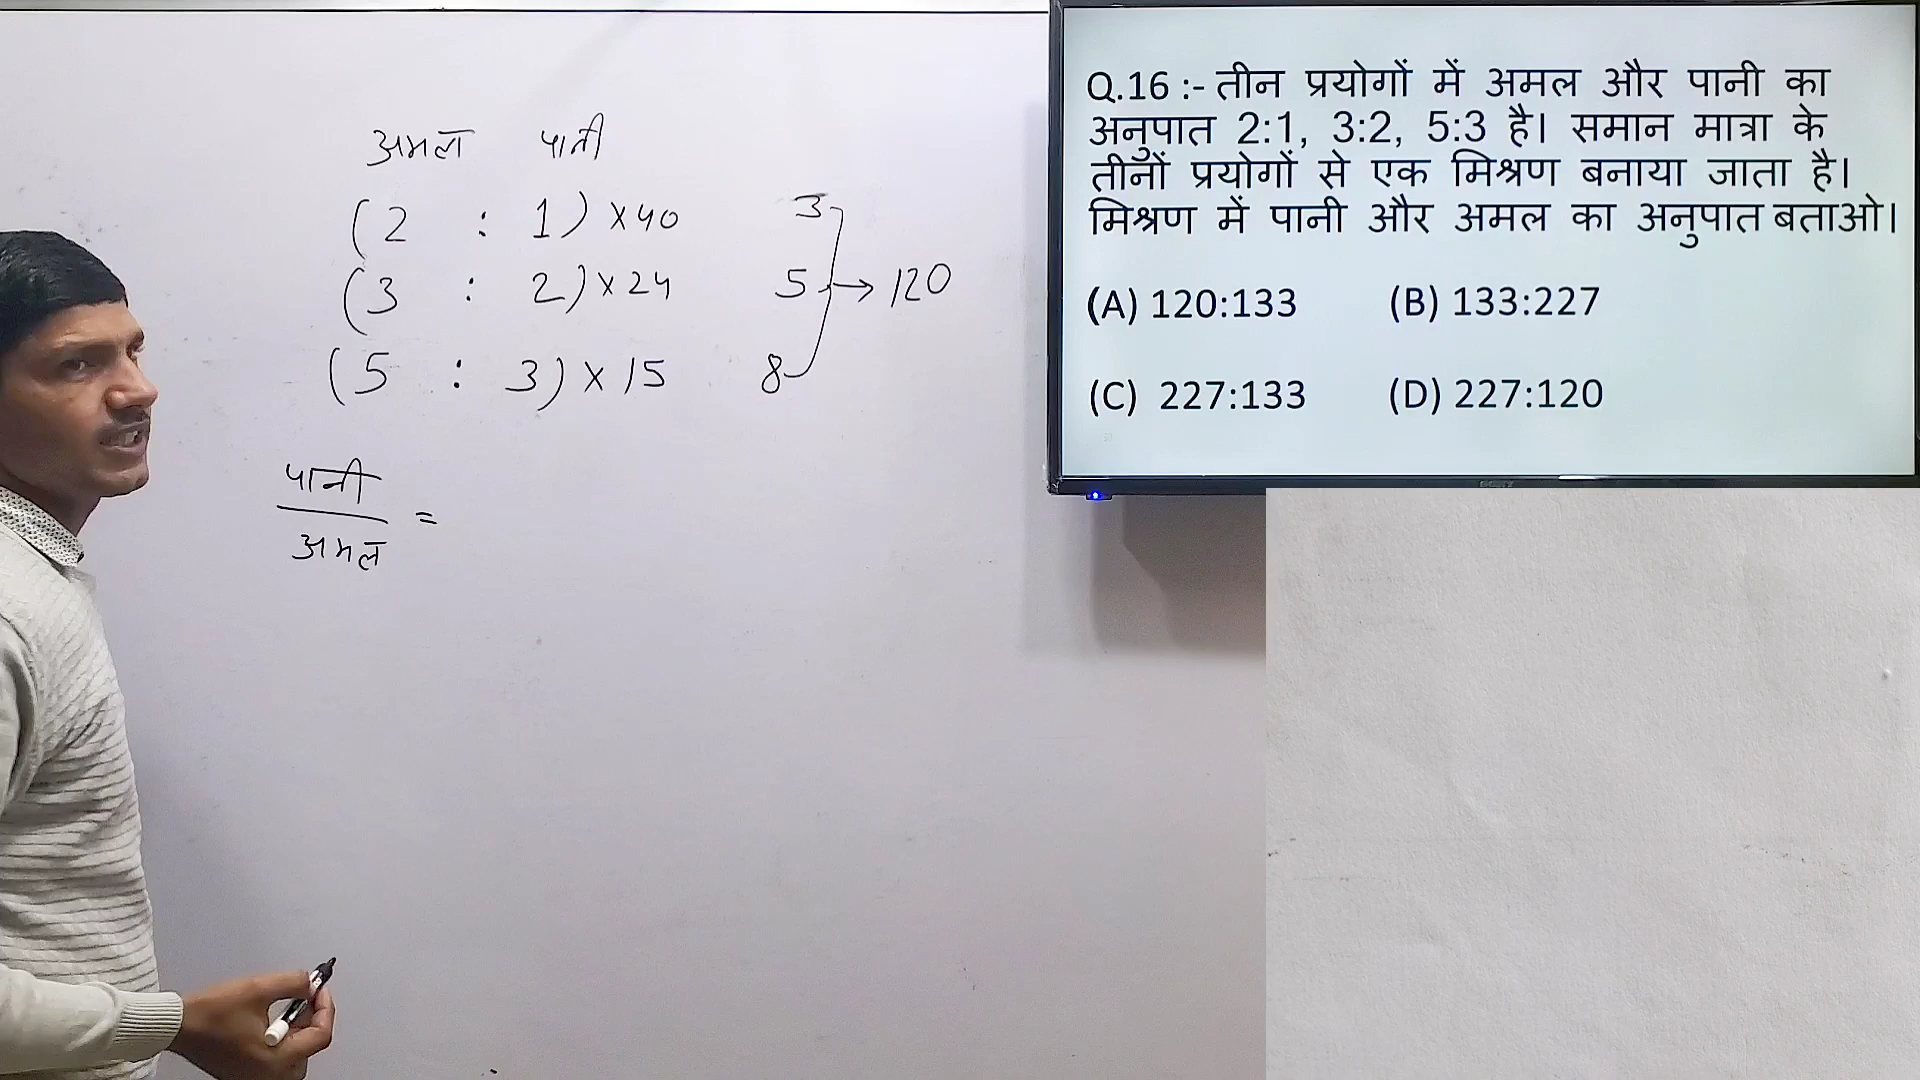 अमल पानी
(2 : 1) × 40 3
(3 : 2) × 24 5 → 120
(5 : 3) × 15 8
पानी
अमल =
Q.16 :- तीन प्रयोगों में अमल और पानी का
अनुपात 2:1, 3:2, 5:3 है। समान मात्रा के
तीनों प्रयोगों से एक मिश्रण बनाया जाता है।
मिश्रण में पानी और अमल का अनुपात बताओ।
(A) 120:133 (B) 133:227
(C) 227:133 (D) 227:120